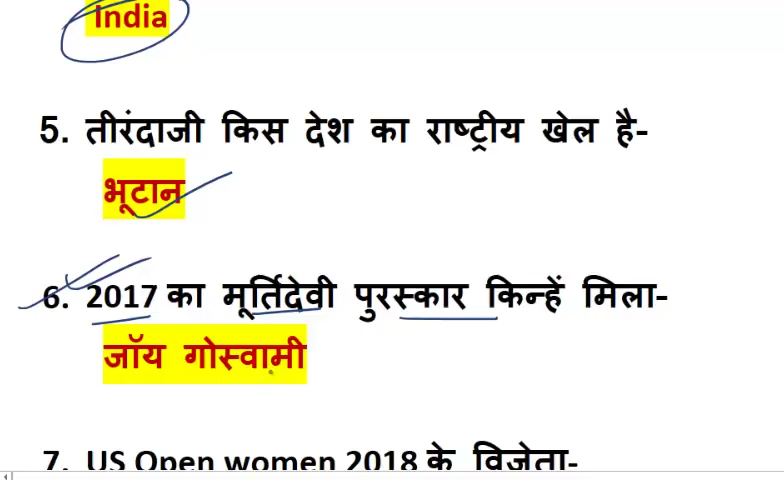 India
5. तीरंदाजी किस देश का राष्ट्रीय खेल है-
भूटान
6. 2017 का मूर्तिदेवी पुरस्कार किन्हें मिला-
जॉय गोस्वामी
7. US Open women 2018 के विजेता-